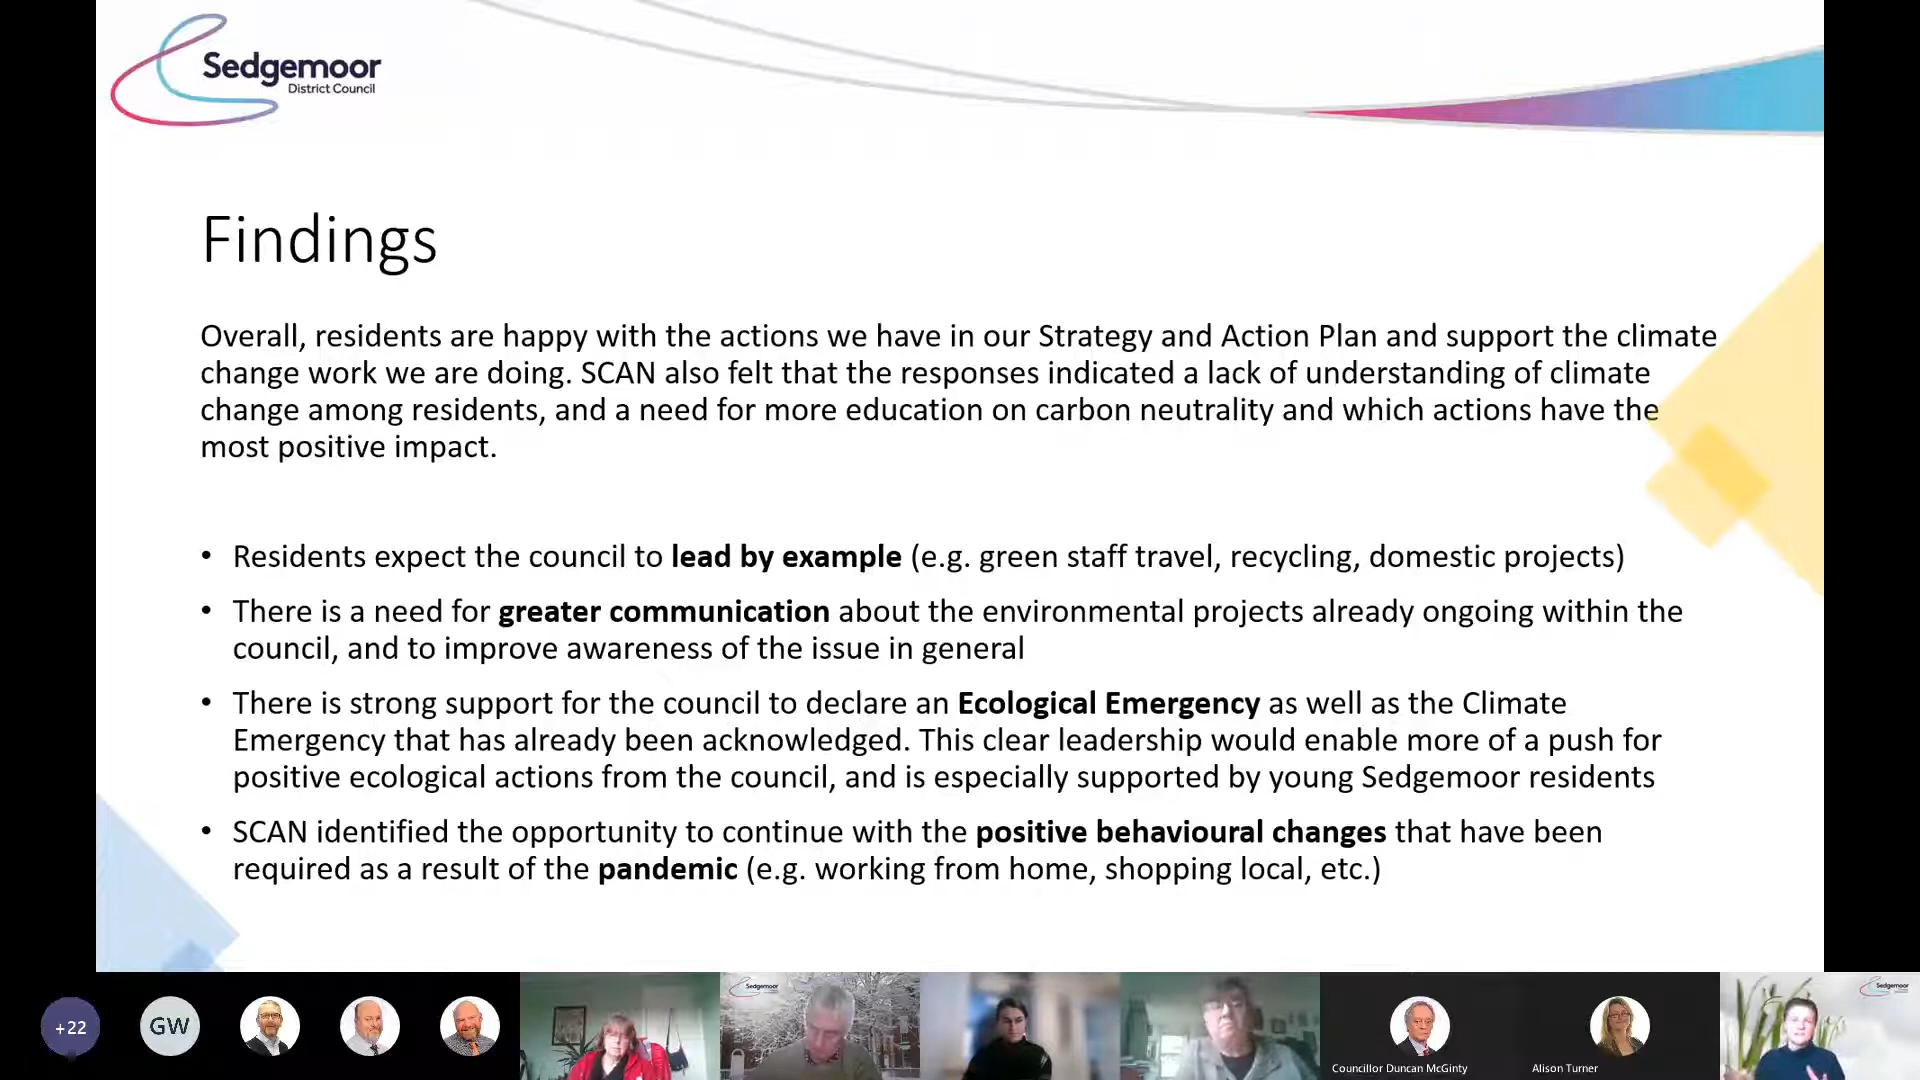 Sedgemoor
District Council
Findings
Overall, residents are happy with the actions we have in our Strategy and Action Plan and support the climate
change work we are doing. SCAN also felt that the responses indicated a lack of understanding of climate
change among residents, and a need for more education on carbon neutrality and which actions have the
most positive impact.
• Residents expect the council to lead by example (e.g. green staff travel, recycling, domestic projects)
• There is a need for greater communication about the environmental projects already ongoing within the
council, and to improve awareness of the issue in general
• There is strong support for the council to declare an Ecological Emergency as well as the Climate
Emergency that has already been acknowledged. This clear leadership would enable more of a push for
positive ecological actions from the council, and is especially supported by young Sedgemoor residents
• SCAN identified the opportunity to continue with the positive behavioural changes that have been
required as a result of the pandemic (e.g. working from home, shopping local, etc.)
+22
GW
Sedgemoor
Councillor Duncan McGinty
Alison Turner
Sedgemoor